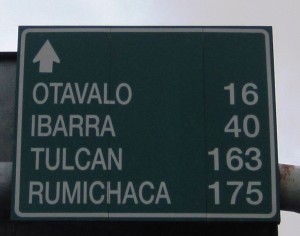 OTAVALO 16
IBARRA 40
TULCAN 163
RUMICHACA 175